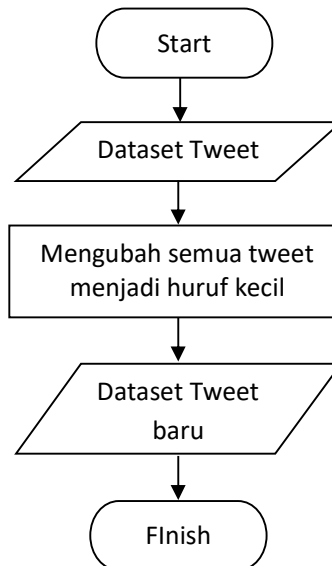 Start
Dataset Tweet
Mengubah semua tweet
menjadi huruf kecil
Dataset Tweet
baru
FInish